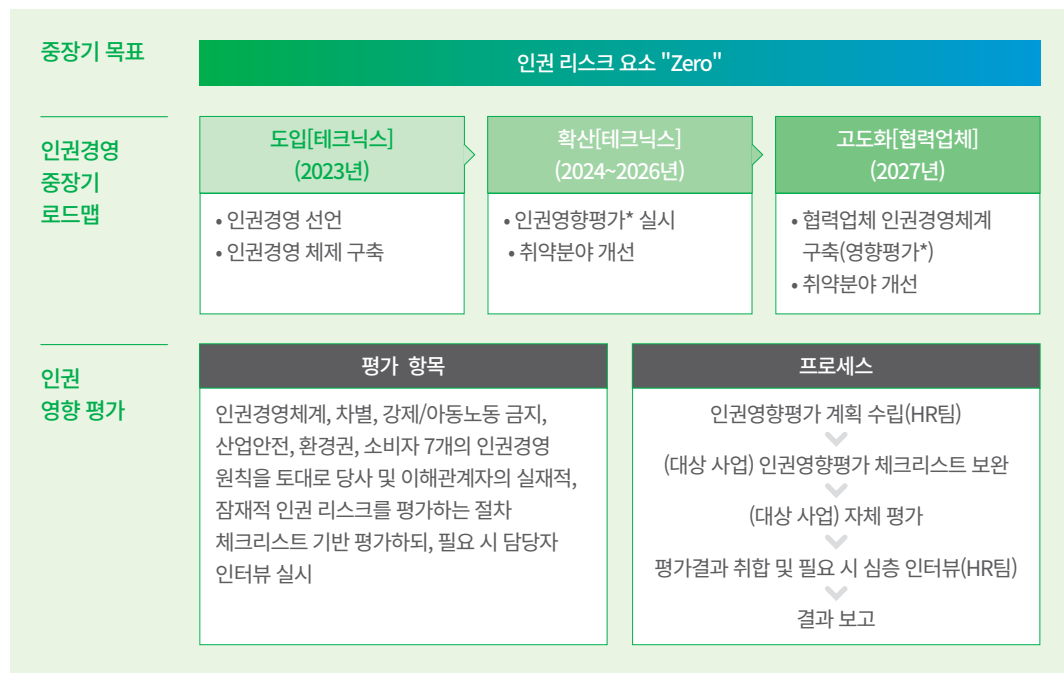 중장기 목표
인권 리스크 요소 "Zero"
인권경영
중장기
로드맵
도입[테크닉스]
(2023년)
• 인권경영 선언
• 인권경영 체제 구축
확산[테크닉스]
(2024~2026년)
• 인권영향평가* 실시
• 취약분야 개선
고도화[협력업체]
(2027년)
• 협력업체 인권경영체계
구축(영향평가*)
• 취약분야 개선
인권
영향 평가
평가 항목
인권경영체계, 차별, 강제/아동노동 금지,
산업안전, 환경권, 소비자 7개의 인권경영
원칙을 토대로 당사 및 이해관계자의 실재적,
잠재적 인권 리스크를 평가하는 절차
체크리스트 기반 평가하되, 필요 시 담당자
인터뷰 실시
프로세스
인권영향평가 계획 수립(HR팀)
(대상 사업) 인권영향평가 체크리스트 보완
(대상 사업) 자체 평가
평가결과 취합 및 필요 시 심층 인터뷰(HR팀)
결과 보고